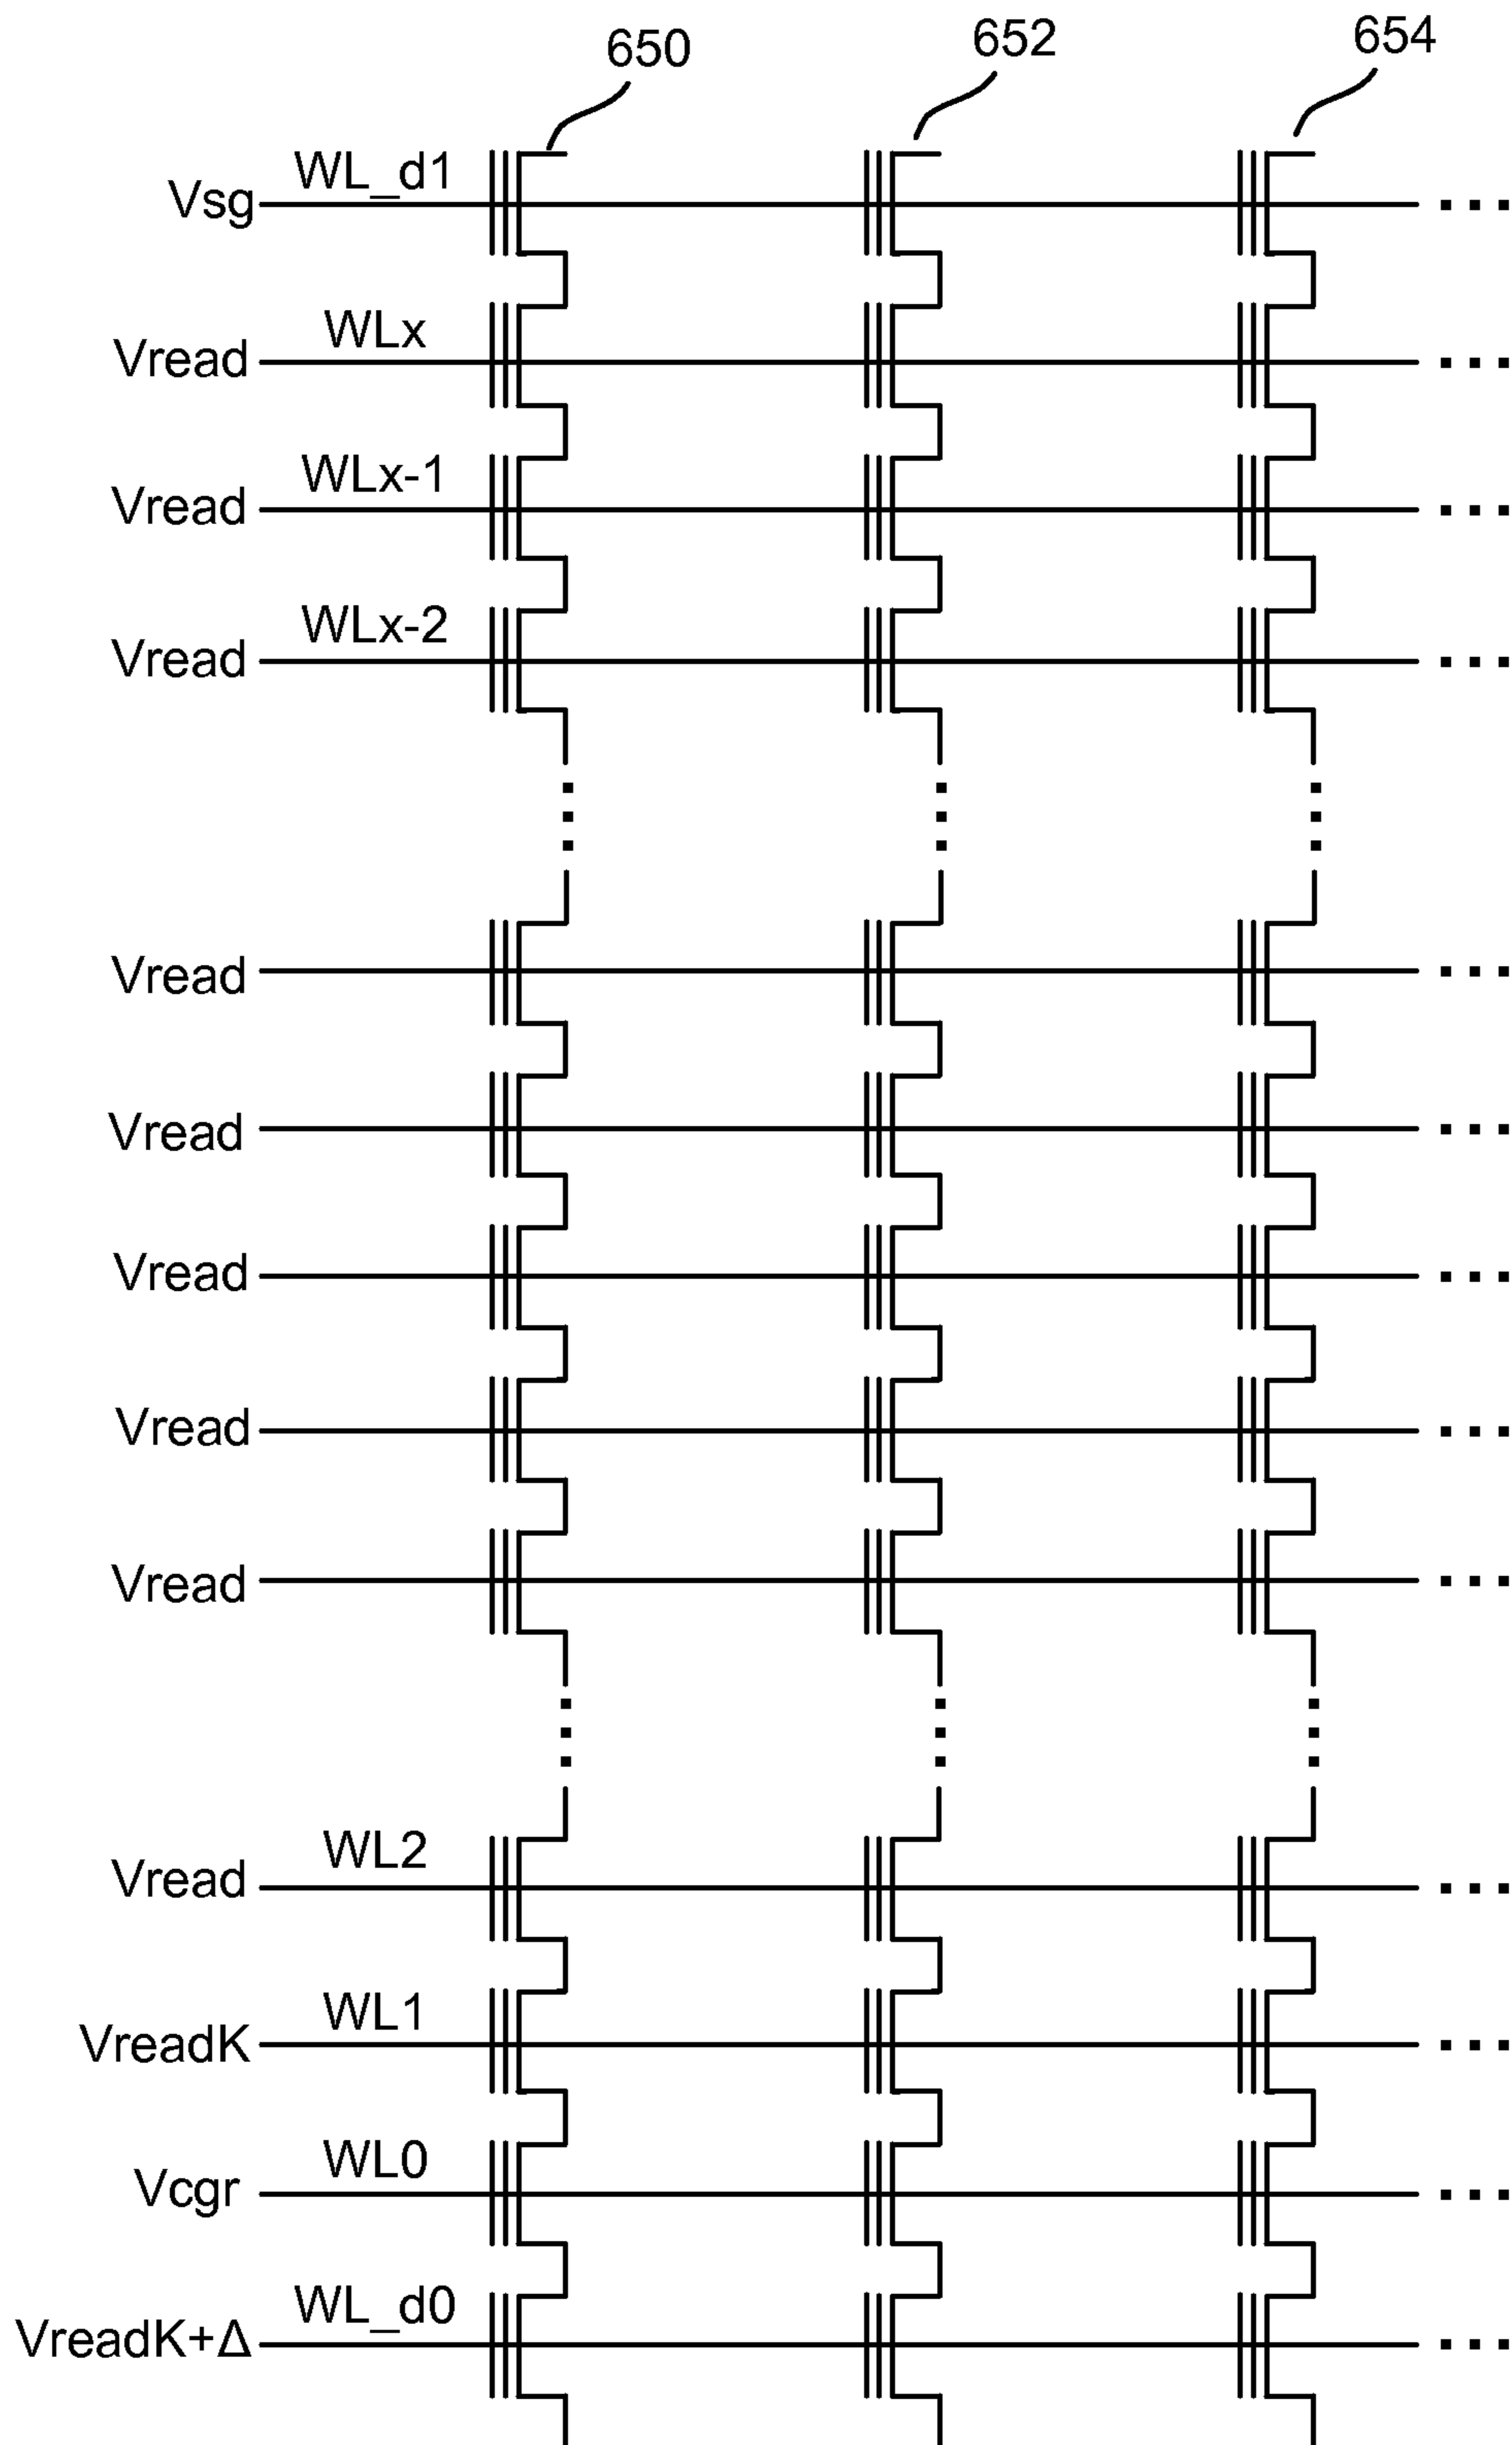 650 652 654
WL_d1
Vsg
WLx
Vread
WLx-1
Vread
WLx-2
Vread
Vread
Vread
Vread
Vread
Vread
WL2
Vread
WL1
VreadK
WL0
Vcgr
WL_d0
VreadK+Δ